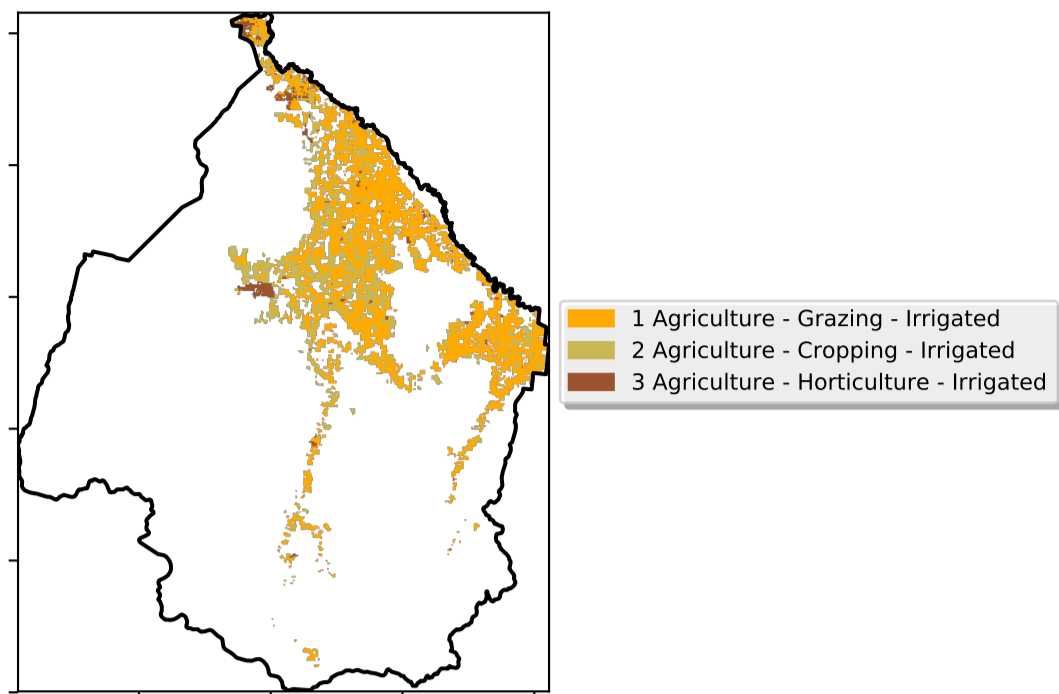 1 Agriculture - Grazing - Irrigated
2 Agriculture - Cropping - Irrigated
3 Agriculture - Horticulture - Irrigated